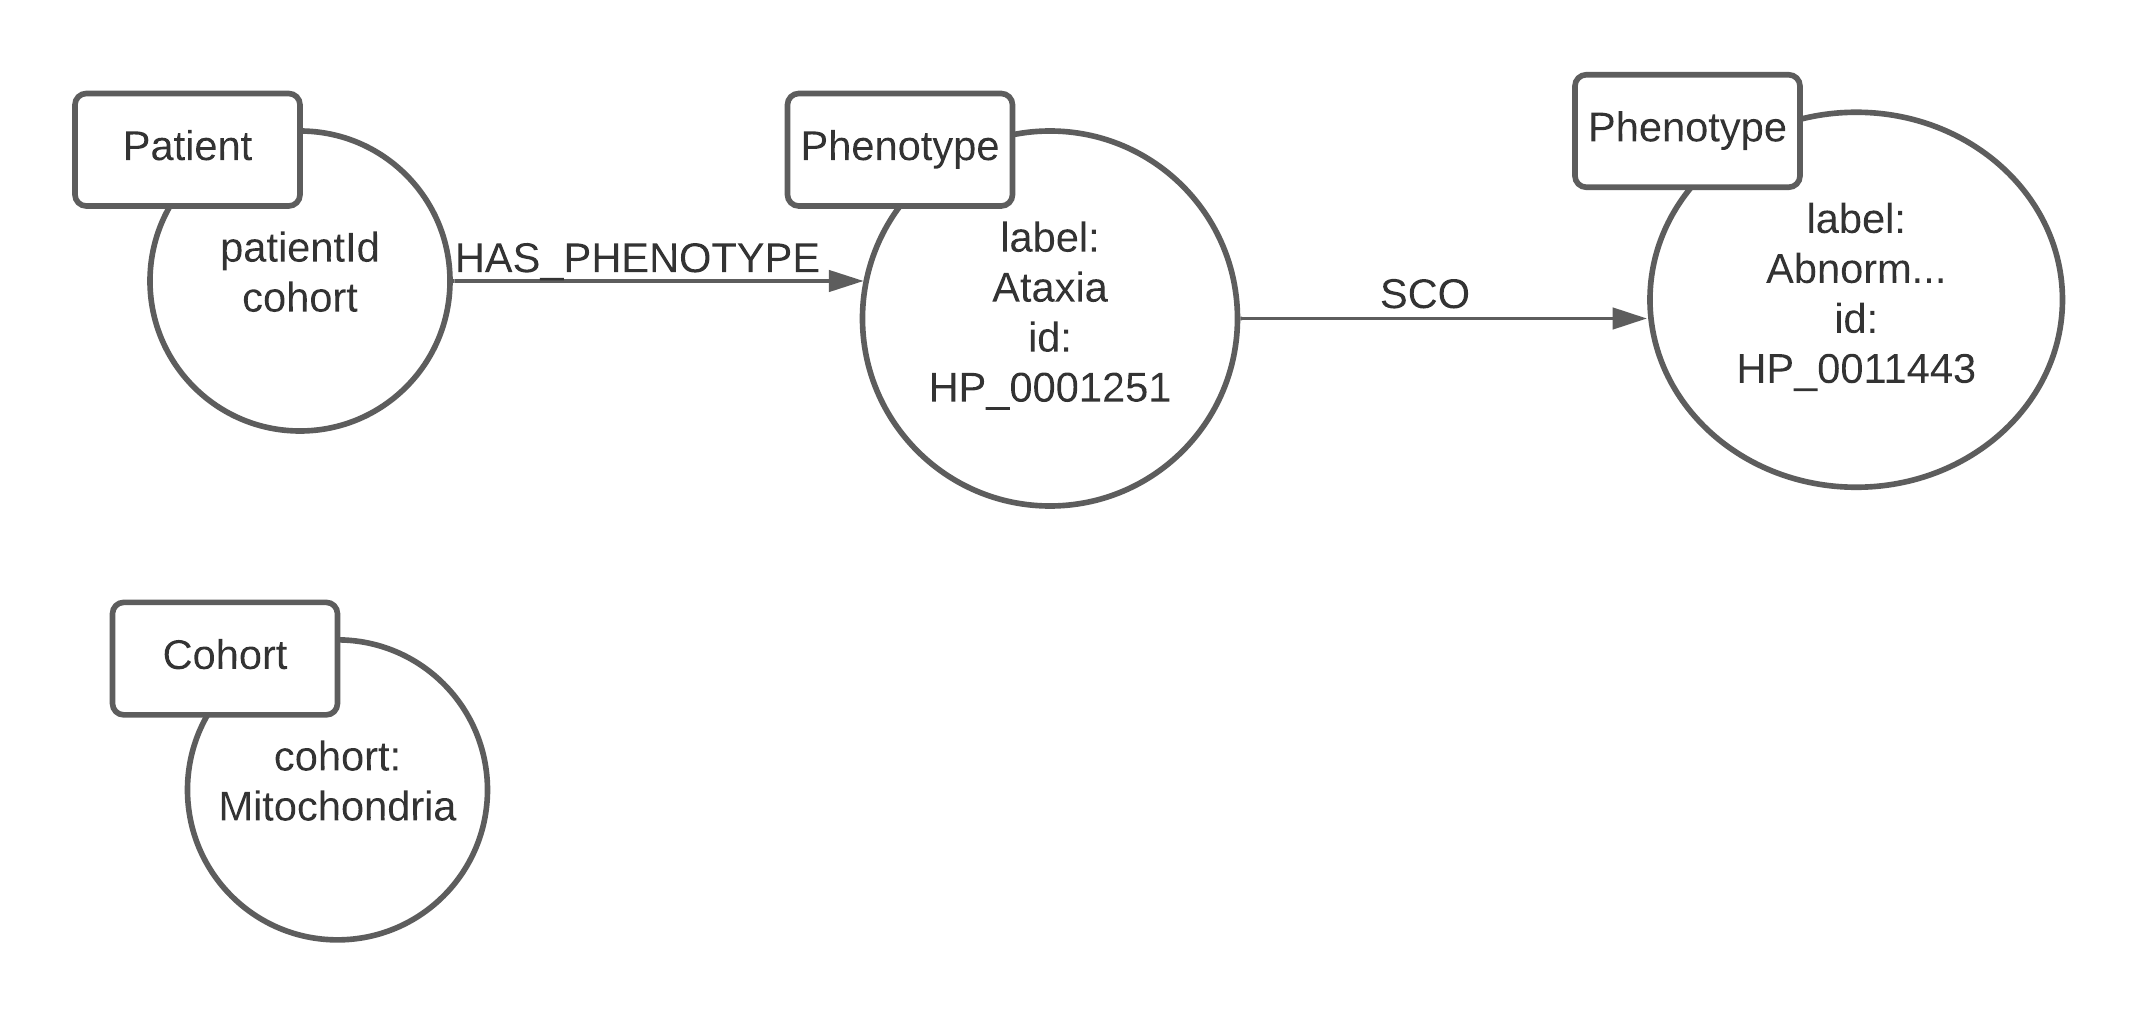 Patient
patientId
cohort
HAS_PHENOTYPE
Phenotype
label:
Ataxia
id:
HP_0001251
SCO
Phenotype
label:
Abnorm...
id:
HP_0011443
Cohort
cohort:
Mitochondria